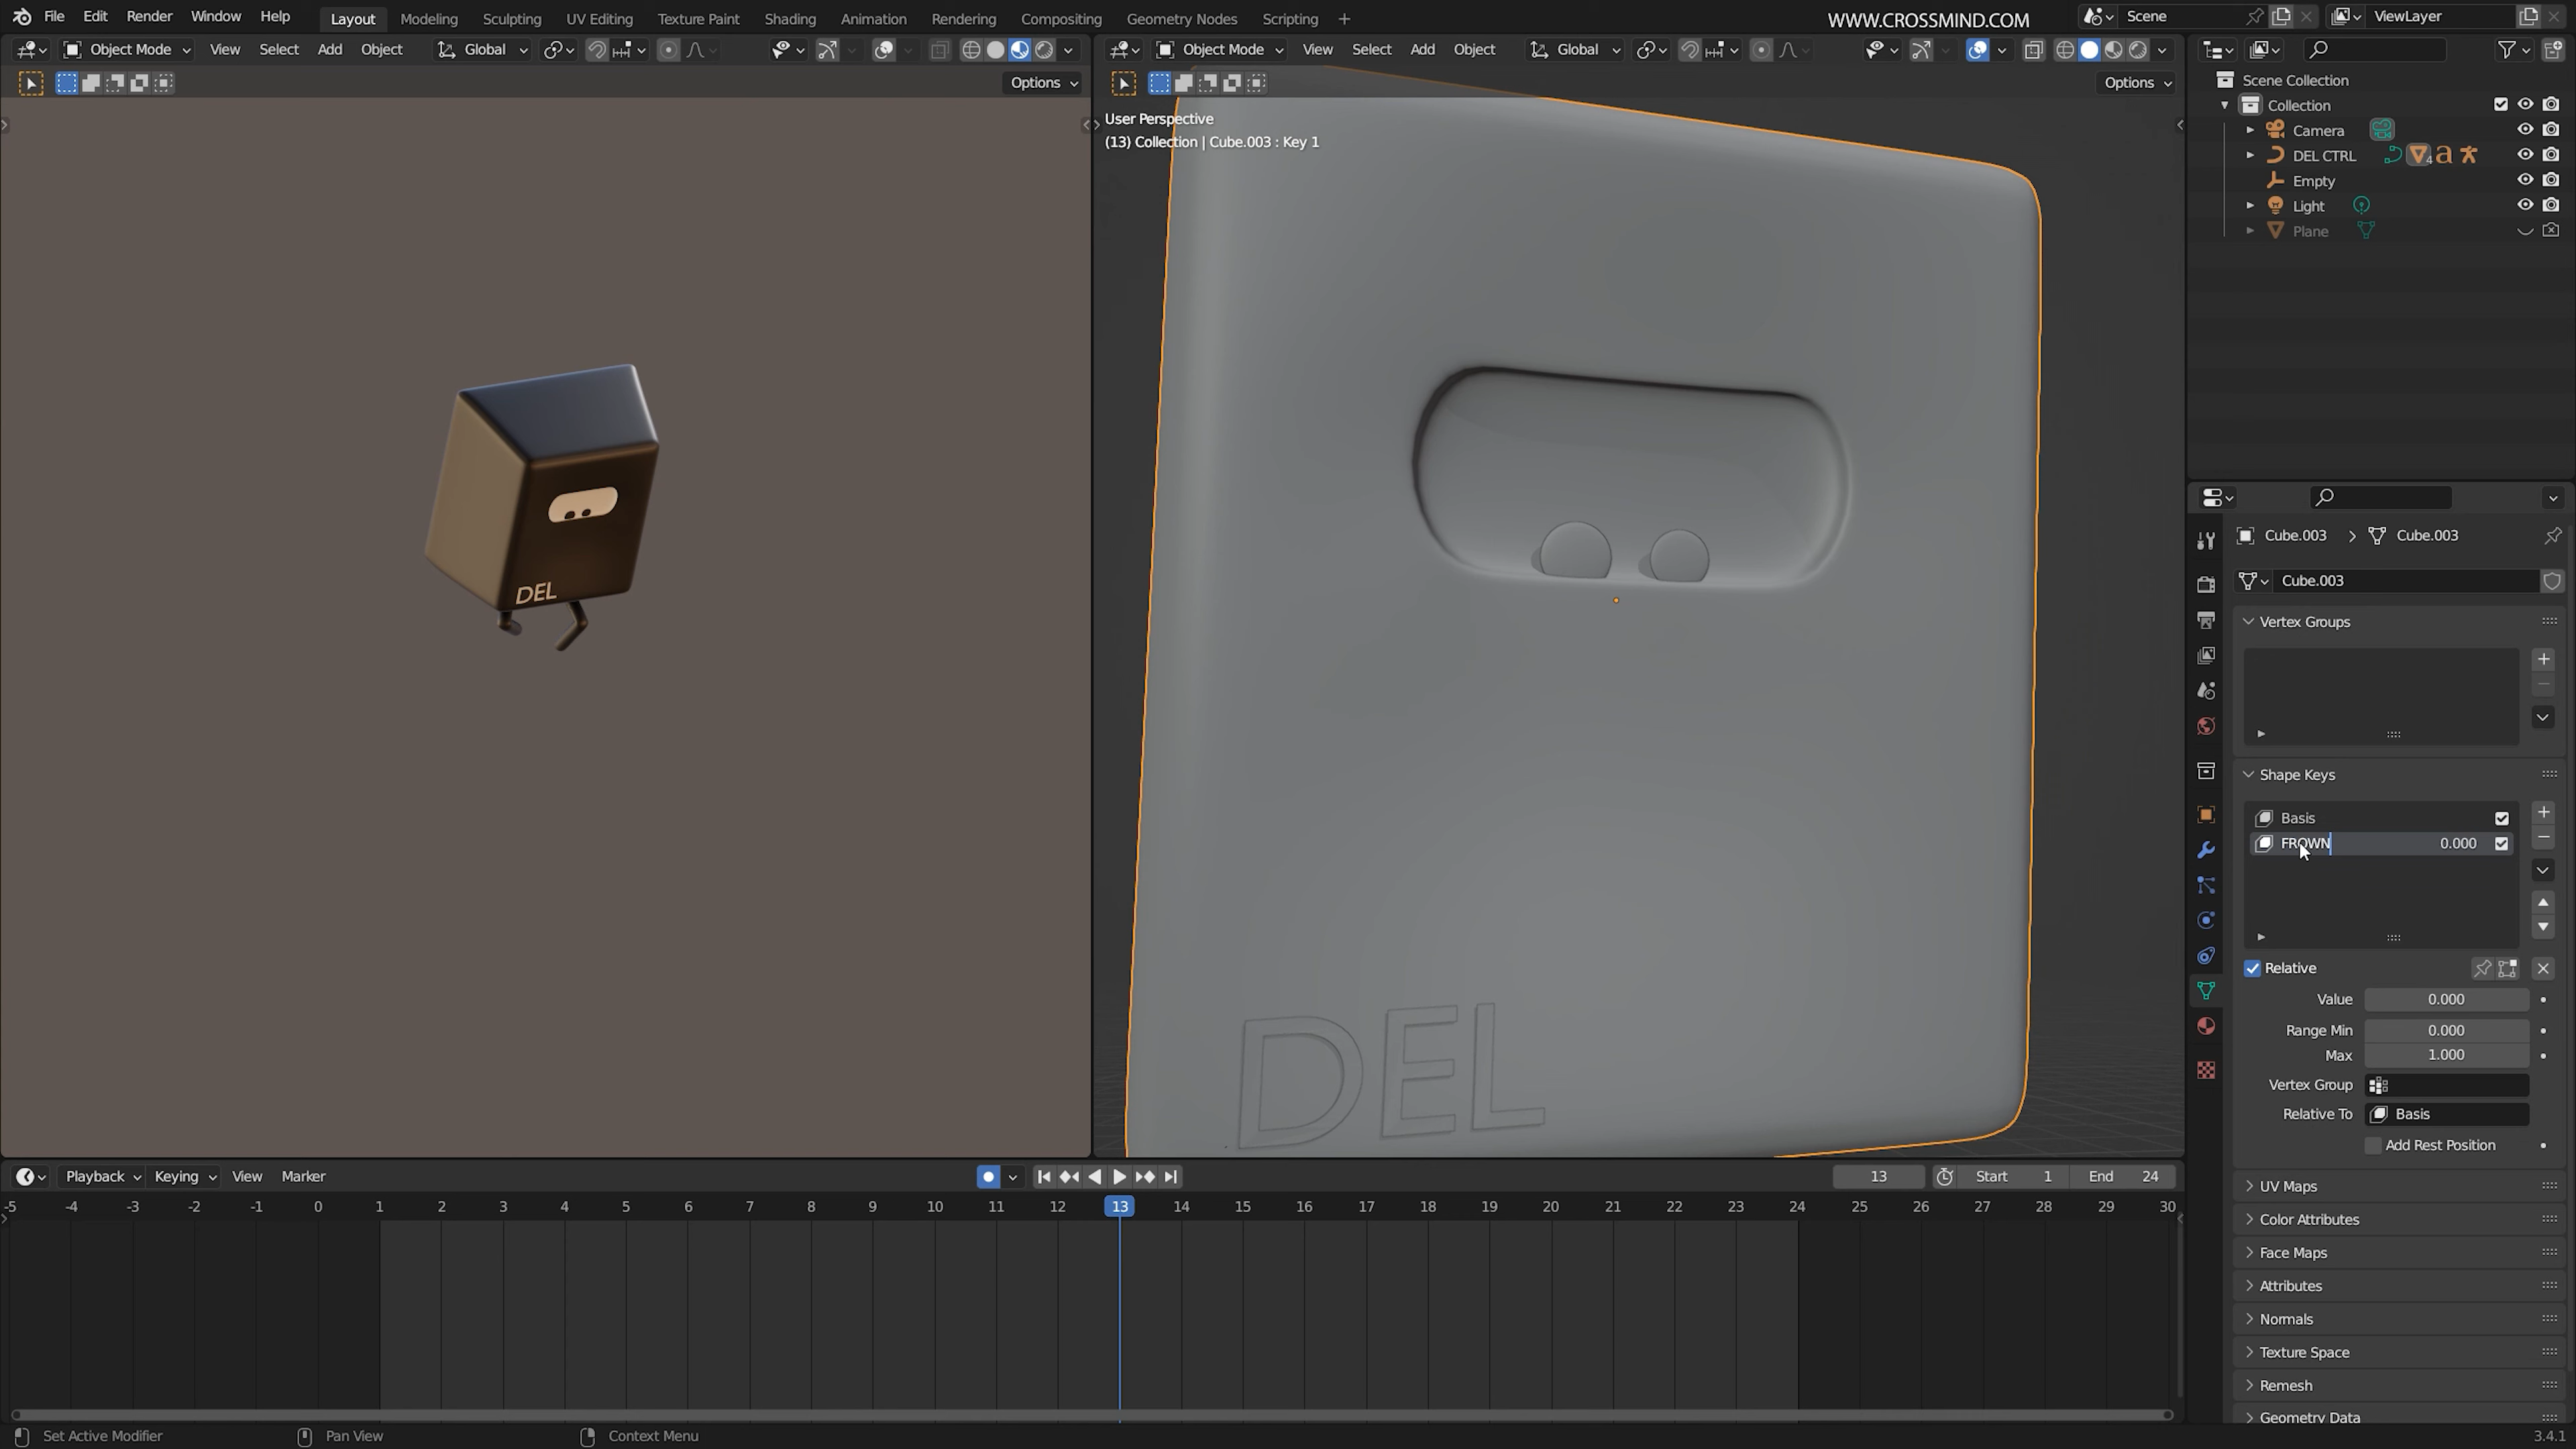 File Edit Render Window Help Layout Modeling Sculpting UV Editing Texture Paint Shading Animation Rendering Compositing Geometry Nodes Scripting + WWW.CROSSMIND.COM Scene ViewLayer
Object Mode View Select Add Object Global
Object Mode View Select Add Object Global
Options
Options
User Perspective
(13) Collection | Cube.003 : Key 1
DEL
DEL
Scene Collection
Collection
Camera
DEL CTRL
4 a
Empty
Light
Plane
Cube.003 > Cube.003
Cube.003
Vertex Groups
Shape Keys
Basis
FROWN 0.000
Relative
Value 0.000
Range Min 0.000
Max 1.000
Vertex Group
Relative To Basis
Add Rest Position
UV Maps
Color Attributes
Face Maps
Attributes
Normals
Texture Space
Remesh
Geometry Data
Playback Keying View Marker 13 Start 1 End 24
-5 -4 -3 -2 -1 0 1 2 3 4 5 6 7 8 9 10 11 12 13 14 15 16 17 18 19 20 21 22 23 24 25 26 27 28 29 30
Set Active Modifier Pan View Context Menu 3.4.1